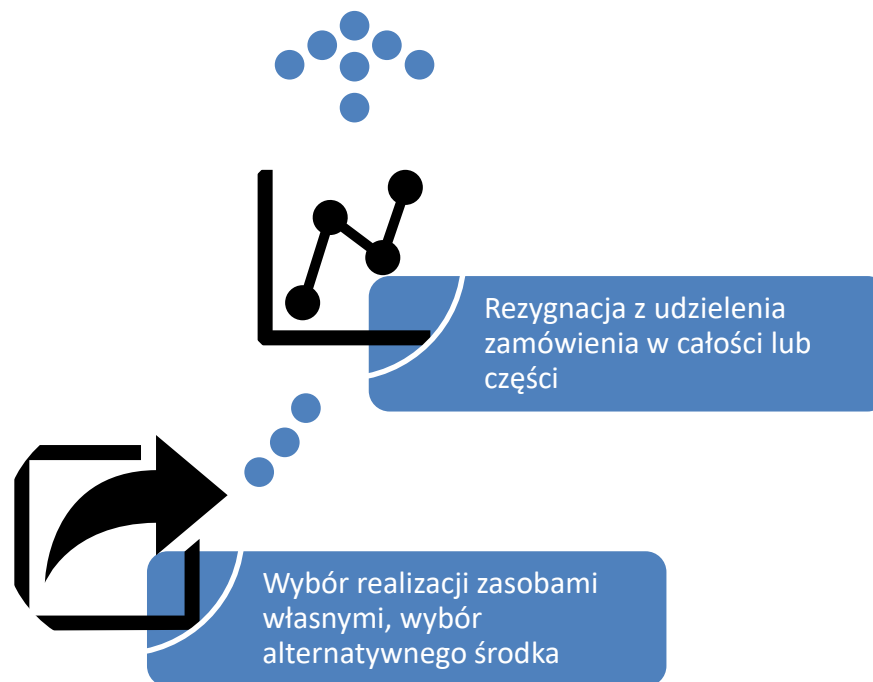 Rezygnacja z udzielenia
zamówienia w całości lub
części
Wybór realizacji zasobami
własnymi, wybór
alternatywnego środka